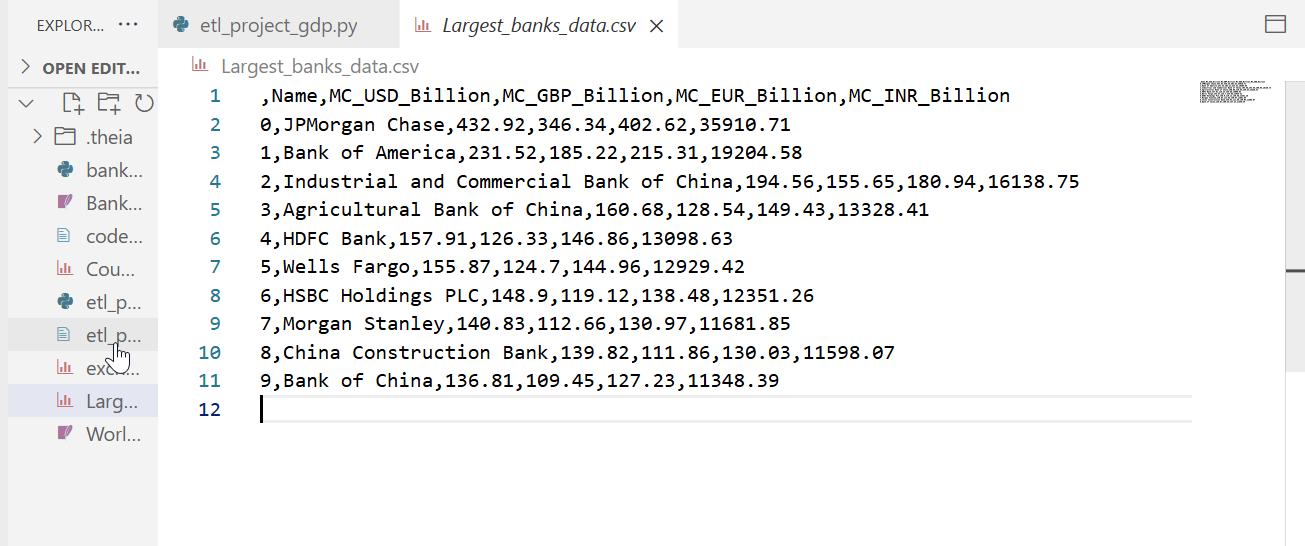 EXPLOR... ...
etl_project_gdp.py
Largest_banks_data.csv
OPEN EDIT...
Largest_banks_data.csv
.theia
bank...
Bank...
code...
Cou...
etl_p...
etl_p...
exc...
Larg...
Worl...
1 ,Name,MC_USD_Billion,MC_GBP_Billion,MC_EUR_Billion,MC_INR_Billion
2 0,JPMorgan Chase,432.92,346.34,402.62,35910.71
3 1,Bank of America,231.52,185.22,215.31,19204.58
4 2,Industrial and Commercial Bank of China,194.56,155.65,180.94,16138.75
5 3,Agricultural Bank of China,160.68,128.54,149.43,13328.41
6 4,HDFC Bank,157.91,126.33,146.86,13098.63
7 5,Wells Fargo,155.87,124.7,144.96,12929.42
8 6,HSBC Holdings PLC,148.9,119.12,138.48,12351.26
9 7,Morgan Stanley,140.83,112.66,130.97,11681.85
10 8,China Construction Bank,139.82,111.86,130.03,11598.07
11 9,Bank of China,136.81,109.45,127.23,11348.39
12